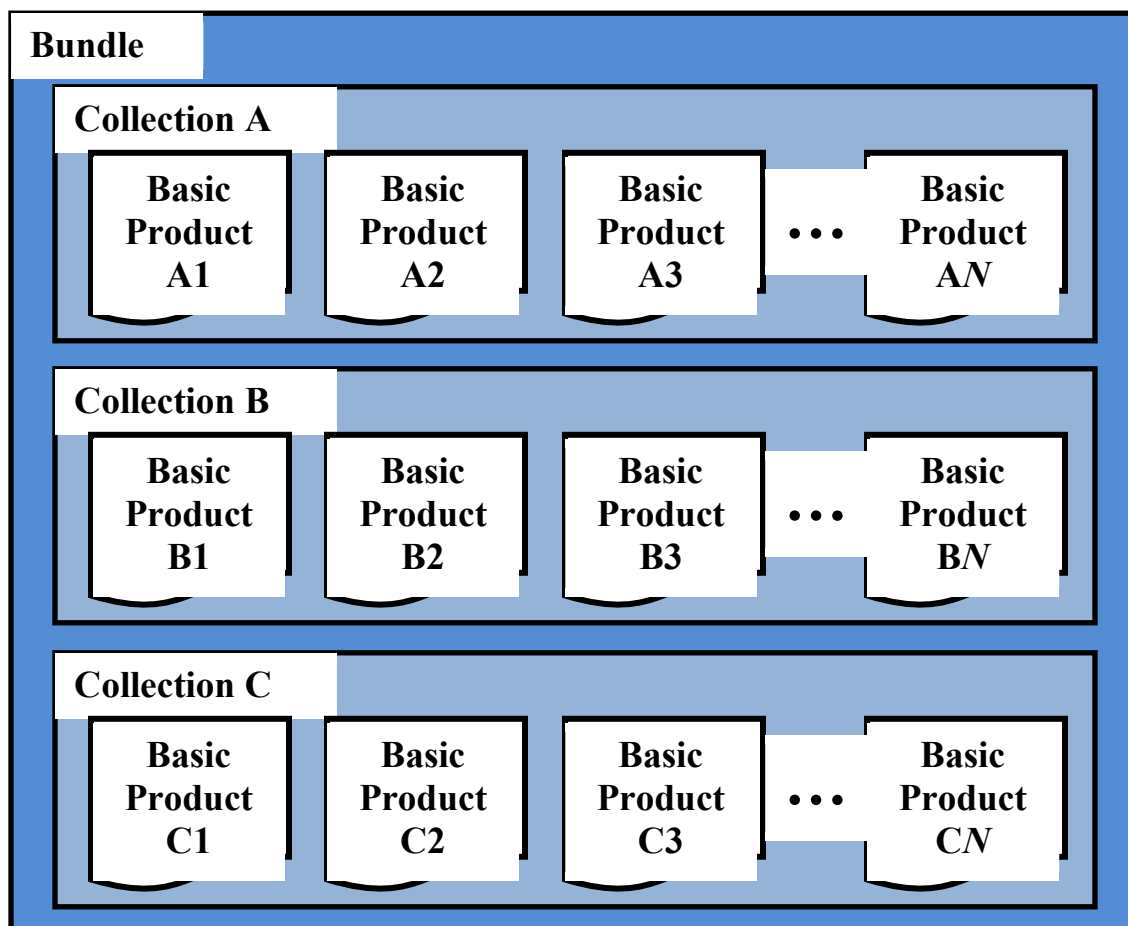 Bundle
Collection A
Basic Product A1
Basic Product A2
Basic Product A3
•••
Basic Product AN
Collection B
Basic Product B1
Basic Product B2
Basic Product B3
•••
Basic Product BN
Collection C
Basic Product C1
Basic Product C2
Basic Product C3
•••
Basic Product CN